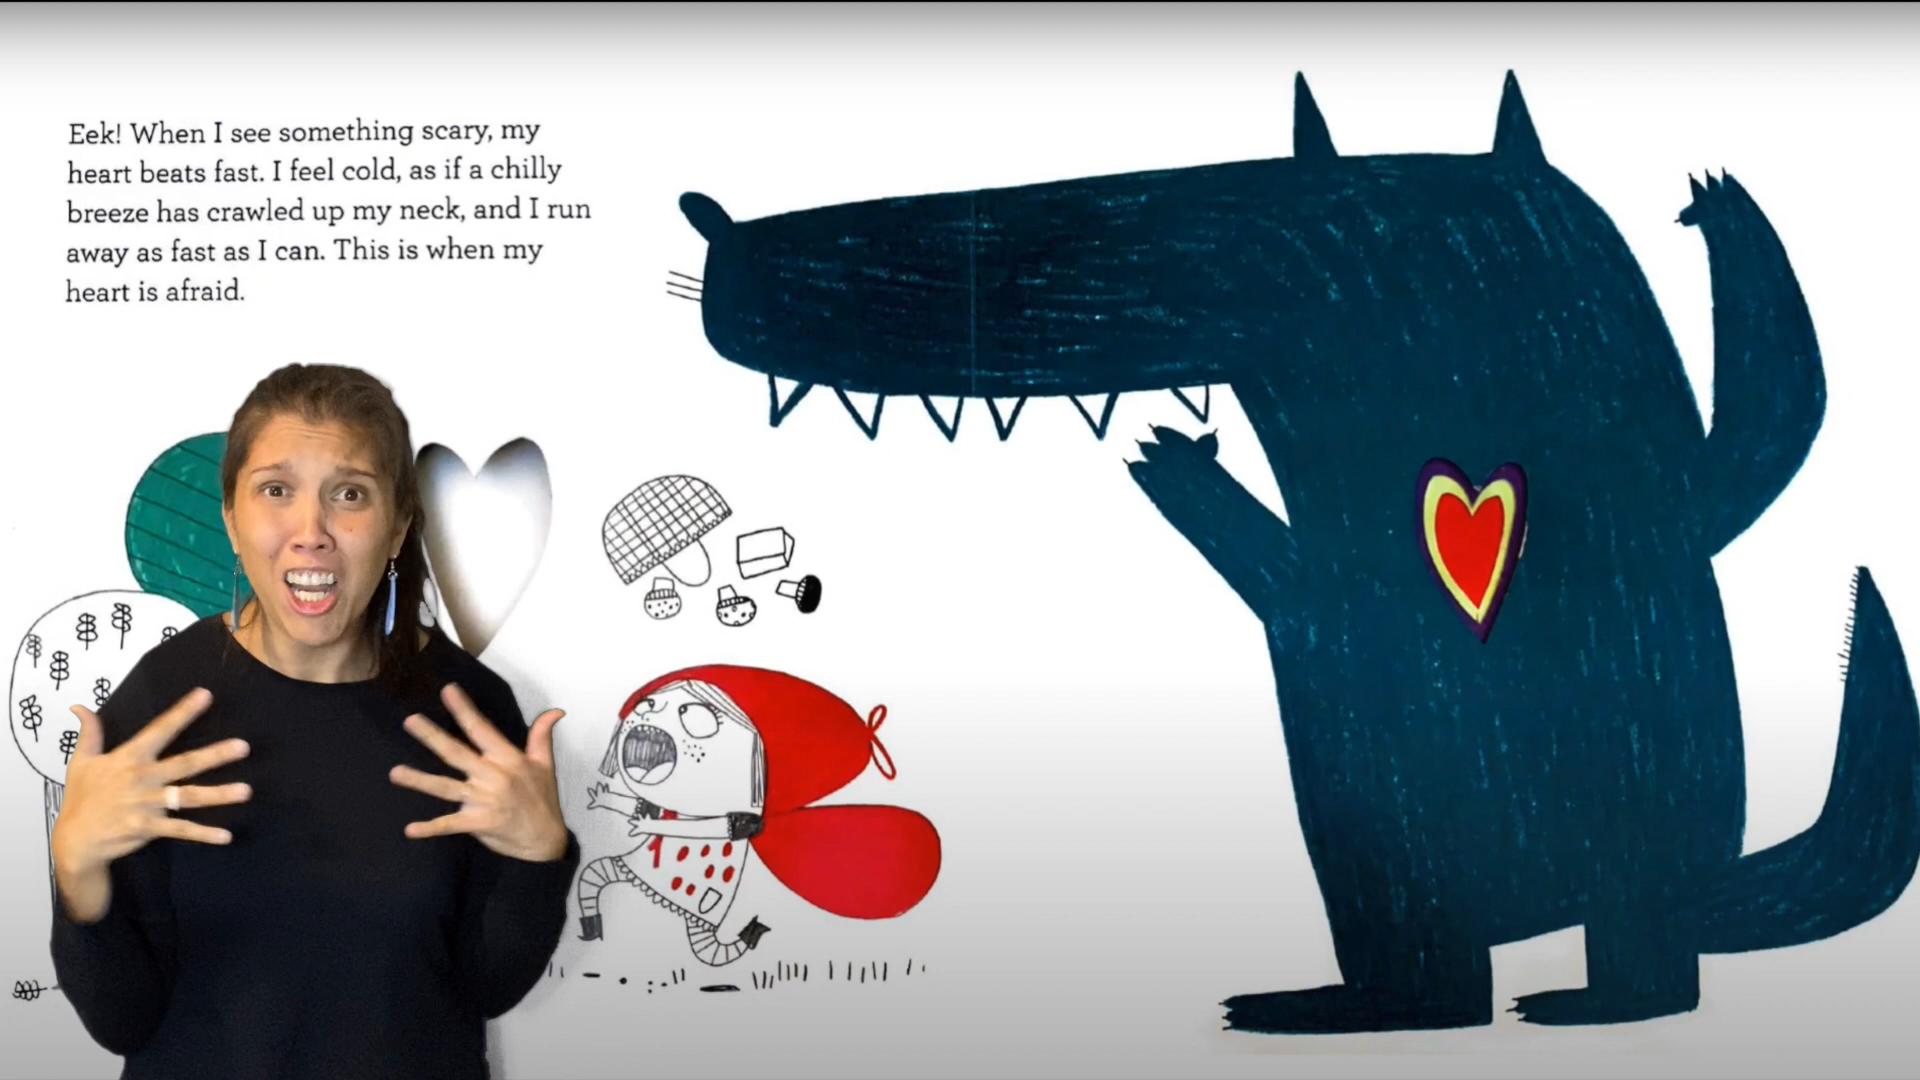 Eek! When I see something scary, my
heart beats fast. I feel cold, as if a chilly
breeze has crawled up my neck, and I run
away as fast as I can. This is when my
heart is afraid.